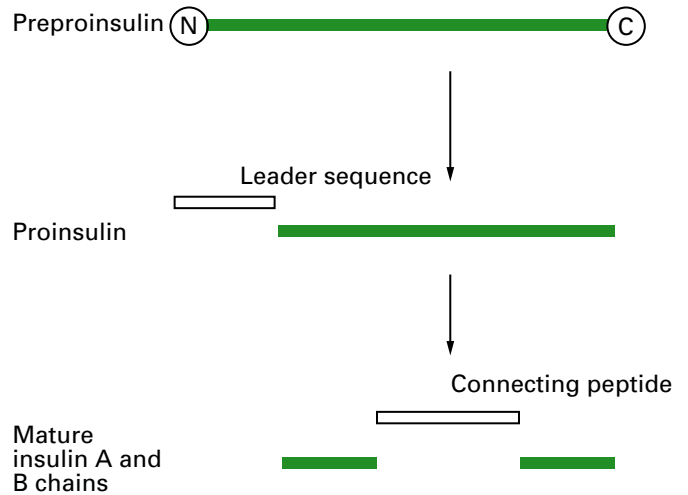 Preproinsulin N C
Leader sequence
Proinsulin
Connecting peptide
Mature
insulin A and
B chains